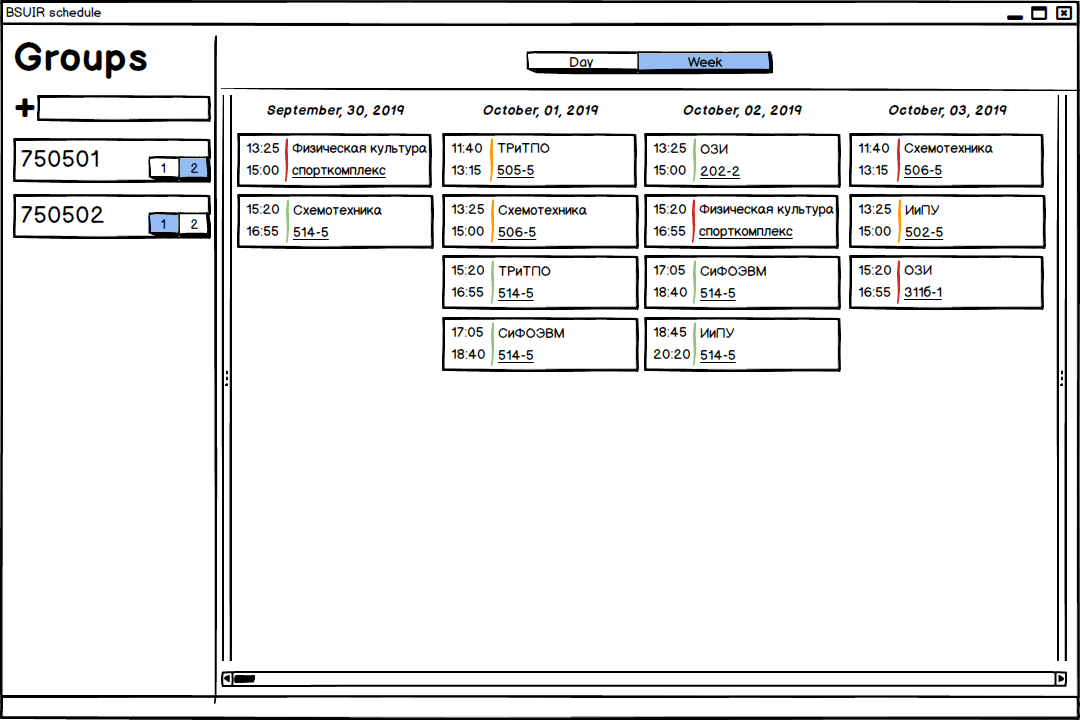 BSUIR schedule
Groups
Day Week
+
750501
1 2
750502
1 2
September, 30, 2019
13:25 Физическая культура
15:00 спорткомплекс
15:20 Схемотехника
16:55 514-5
October, 01, 2019
11:40 ТРиТПО
13:15 505-5
13:25 Схемотехника
15:00 506-5
15:20 ТРиТПО
16:55 514-5
17:05 СиФОЭВМ
18:40 514-5
October, 02, 2019
13:25 ОЗИ
15:00 202-2
15:20 Физическая культура
16:55 спорткомплекс
17:05 СиФОЭВМ
18:40 514-5
18:45 ИиПУ
20:20 514-5
October, 03, 2019
11:40 Схемотехника
13:15 506-5
13:25 ИиПУ
15:00 502-5
15:20 ОЗИ
16:55 311б-1